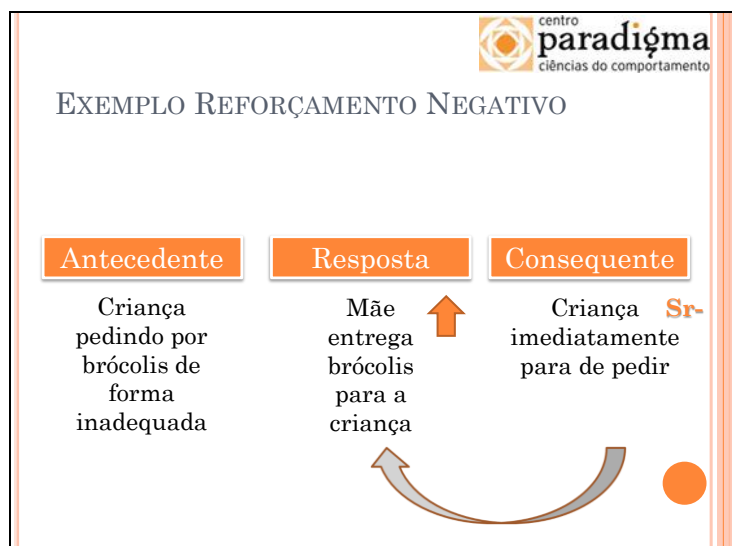 centro
paradigma
ciências do comportamento
EXEMPLO REFORÇAMENTO NEGATIVO
Antecedente
Criança
pedindo por
brócolis de
forma
inadequada
Resposta
Mãe
entrega
brócolis
para a
criança
Consequente
Criança Sr-
imediatamente
para de pedir